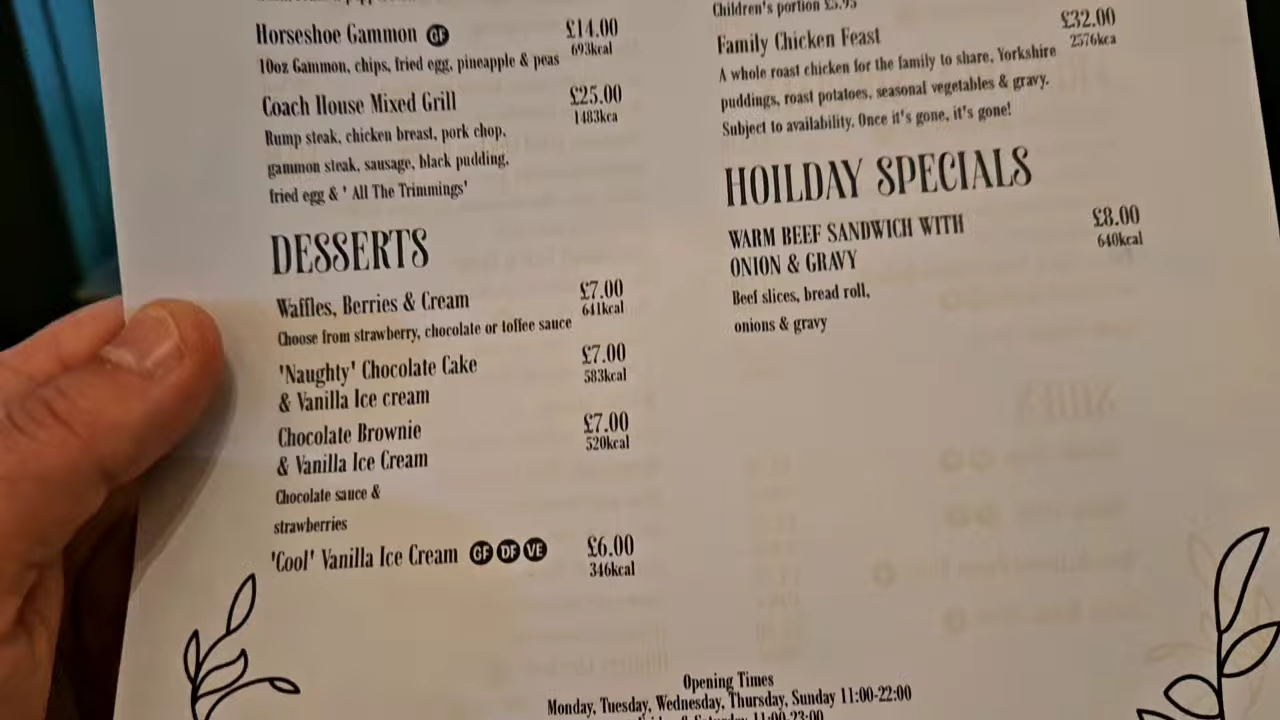 Horseshoe Gammon GF £14.00
693kcal
10oz Gammon, chips, fried egg, pineapple & peas
Coach House Mixed Grill £25.00
1483kca
Rump steak, chicken breast, pork chop,
gammon steak, sausage, black pudding,
fried egg & ' All The Trimmings'
DESSERTS
Waffles, Berries & Cream £7.00
641kcal
Choose from strawberry, chocolate or toffee sauce
'Naughty' Chocolate Cake £7.00
583kcal
& Vanilla Ice cream
Chocolate Brownie £7.00
520kcal
& Vanilla Ice Cream
Chocolate sauce &
strawberries
'Cool' Vanilla Ice Cream GF DF VE £6.00
346kcal
Children's portion £5.95
Family Chicken Feast £32.00
2576kca
A whole roast chicken for the family to share, Yorkshire
puddings, roast potatoes, seasonal vegetables & gravy.
Subject to availability. Once it's gone, it's gone!
HOILDAY SPECIALS
WARM BEEF SANDWICH WITH £8.00
640kcal
ONION & GRAVY
Beef slices, bread roll,
onions & gravy
Opening Times
Monday, Tuesday, Wednesday, Thursday, Sunday 11:00-22:00
11:00-23:00